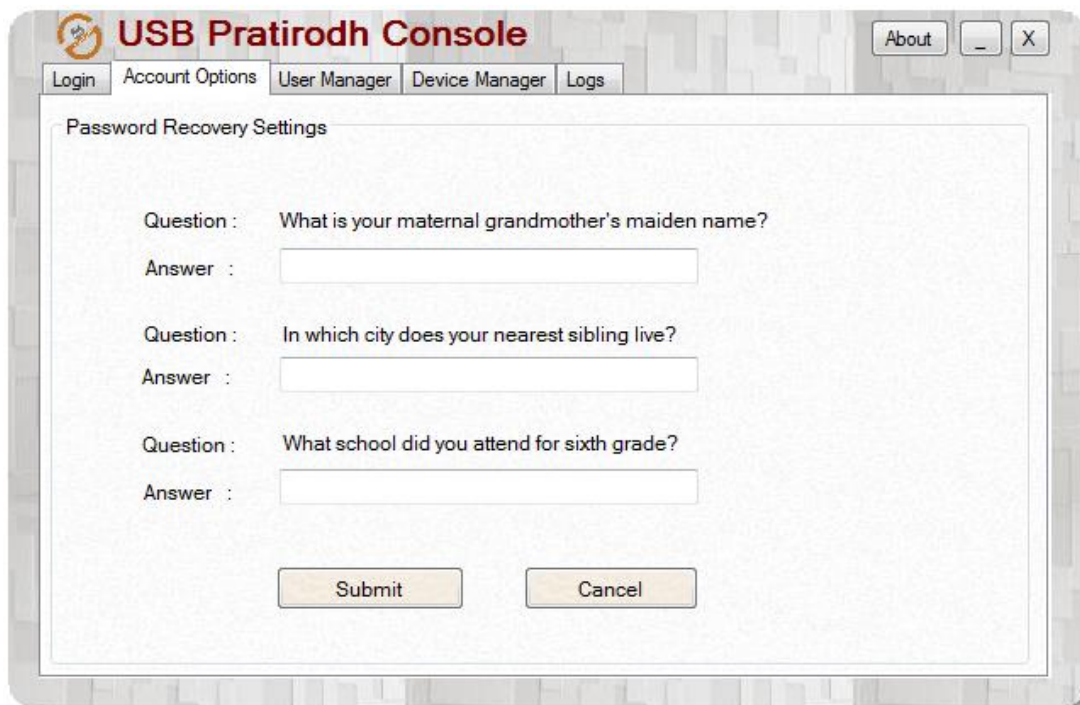 USB Pratirodh Console
About _ X
Login Account Options User Manager Device Manager Logs
Password Recovery Settings
Question : What is your maternal grandmother's maiden name?
Answer :
Question : In which city does your nearest sibling live?
Answer :
Question : What school did you attend for sixth grade?
Answer :
Submit Cancel